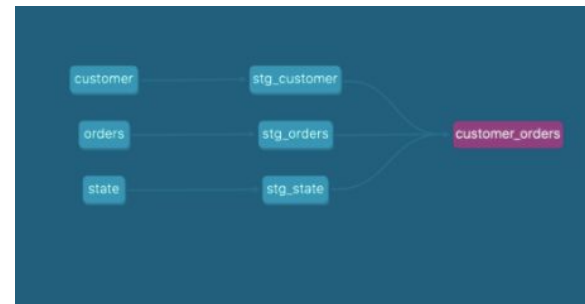 customer
stg_customer
orders
stg_orders
customer_orders
state
stg_state